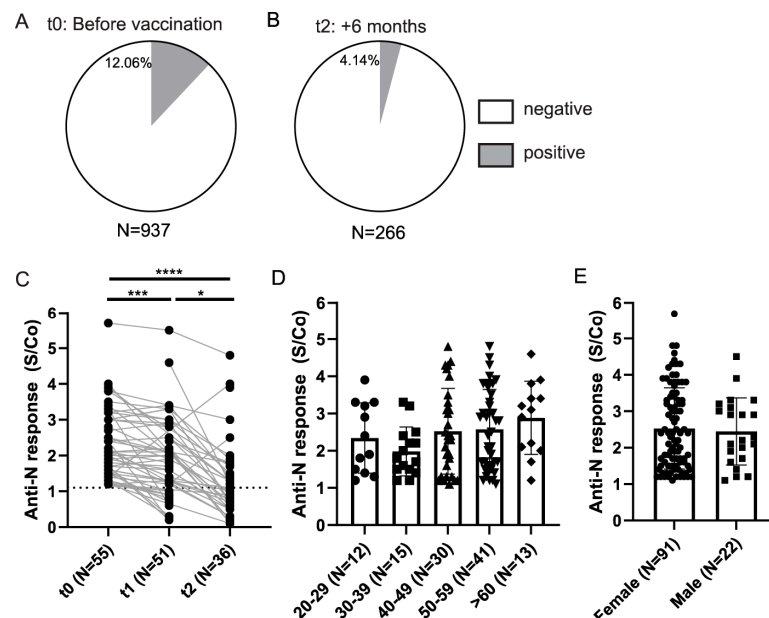 A
t0: Before vaccination
12.06%
N=937
B
t2: +6 months
4.14%
N=266
negative
positive
C
****
***
*
Anti-N response (S/Co)
6
5
4
3
2
1
0
t0 (N=55)
t1 (N=51)
t2 (N=36)
D
Anti-N response (S/Co)
6
5
4
3
2
1
0
20-29 (N=12)
30-39 (N=15)
40-49 (N=30)
50-59 (N=41)
>60 (N=13)
E
Anti-N response (S/Co)
6
5
4
3
2
1
0
Female (N=91)
Male (N=22)